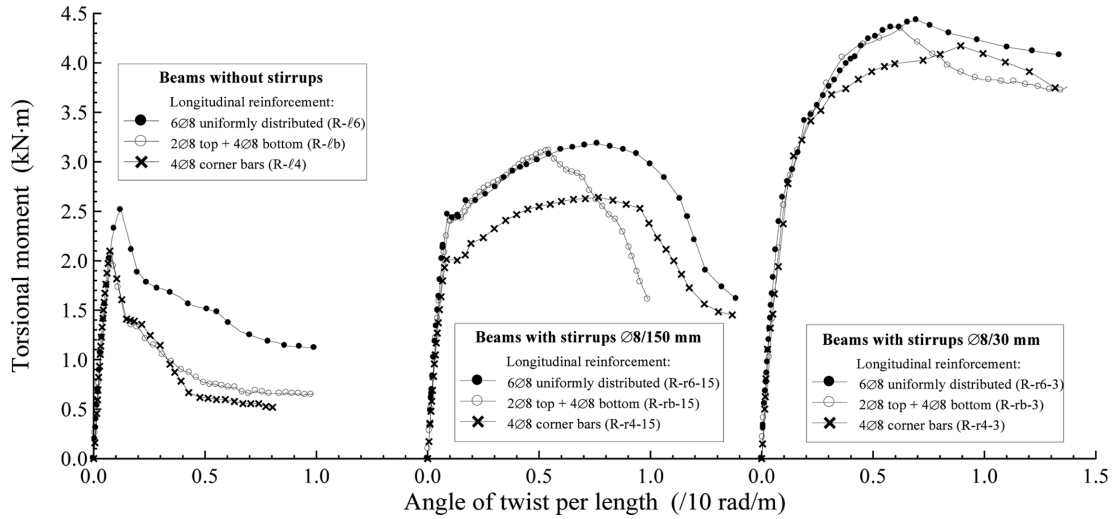 4.5
4.0
3.5
3.0
2.5
2.0
1.5
1.0
0.5
0.0
Torsional moment (kN·m)
Beams without stirrups
Longitudinal reinforcement:
6∅8 uniformly distributed (R-ℓ6)
2∅8 top + 4∅8 bottom (R-ℓb)
4∅8 corner bars (R-ℓ4)
Beams with stirrups ∅8/150 mm
Longitudinal reinforcement:
6∅8 uniformly distributed (R-r6-15)
2∅8 top + 4∅8 bottom (R-rb-15)
4∅8 corner bars (R-r4-15)
Beams with stirrups ∅8/30 mm
Longitudinal reinforcement:
6∅8 uniformly distributed (R-r6-3)
2∅8 top + 4∅8 bottom (R-rb-3)
4∅8 corner bars (R-r4-3)
0.0 0.5 1.0 0.0 0.5 1.0 0.0 0.5 1.0 1.5
Angle of twist per length (/10 rad/m)